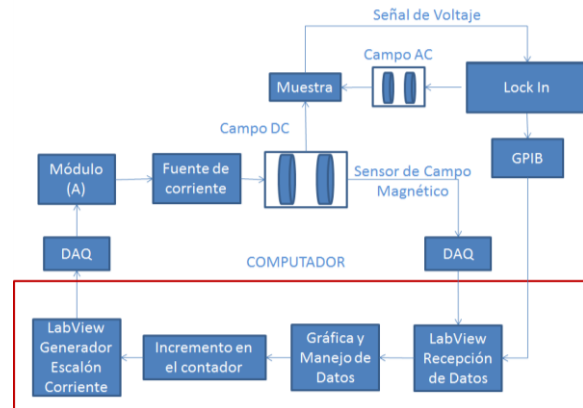 Señal de Voltaje
Campo AC
Muestra
Lock In
Campo DC
GPIB
Módulo
(A)
Fuente de
corriente
Sensor de Campo
Magnético
DAQ
COMPUTADOR
DAQ
LabView
Generador
Escalón
Corriente
Incremento en
el contador
Gráfica y
Manejo de
Datos
LabView
Recepción
de Datos